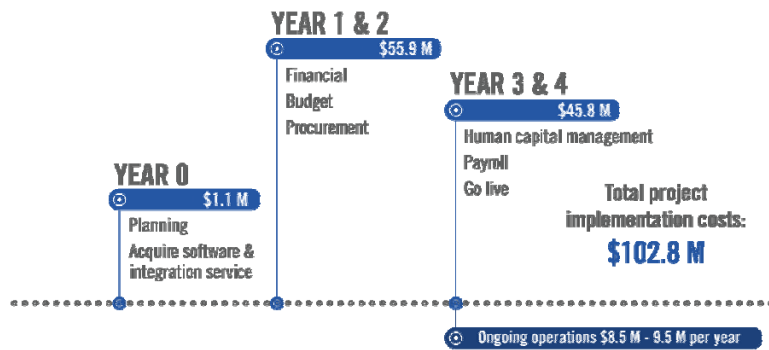 YEAR 1 & 2
$55.9 M
Financial
Budget
Procurement
YEAR 3 & 4
$45.8 M
Human capital management
Payroll
Go live
YEAR 0
$1.1 M
Planning
Acquire software &
integration service
Total project
implementation costs:
$102.8 M
Ongoing operations $8.5 M - 9.5 M per year